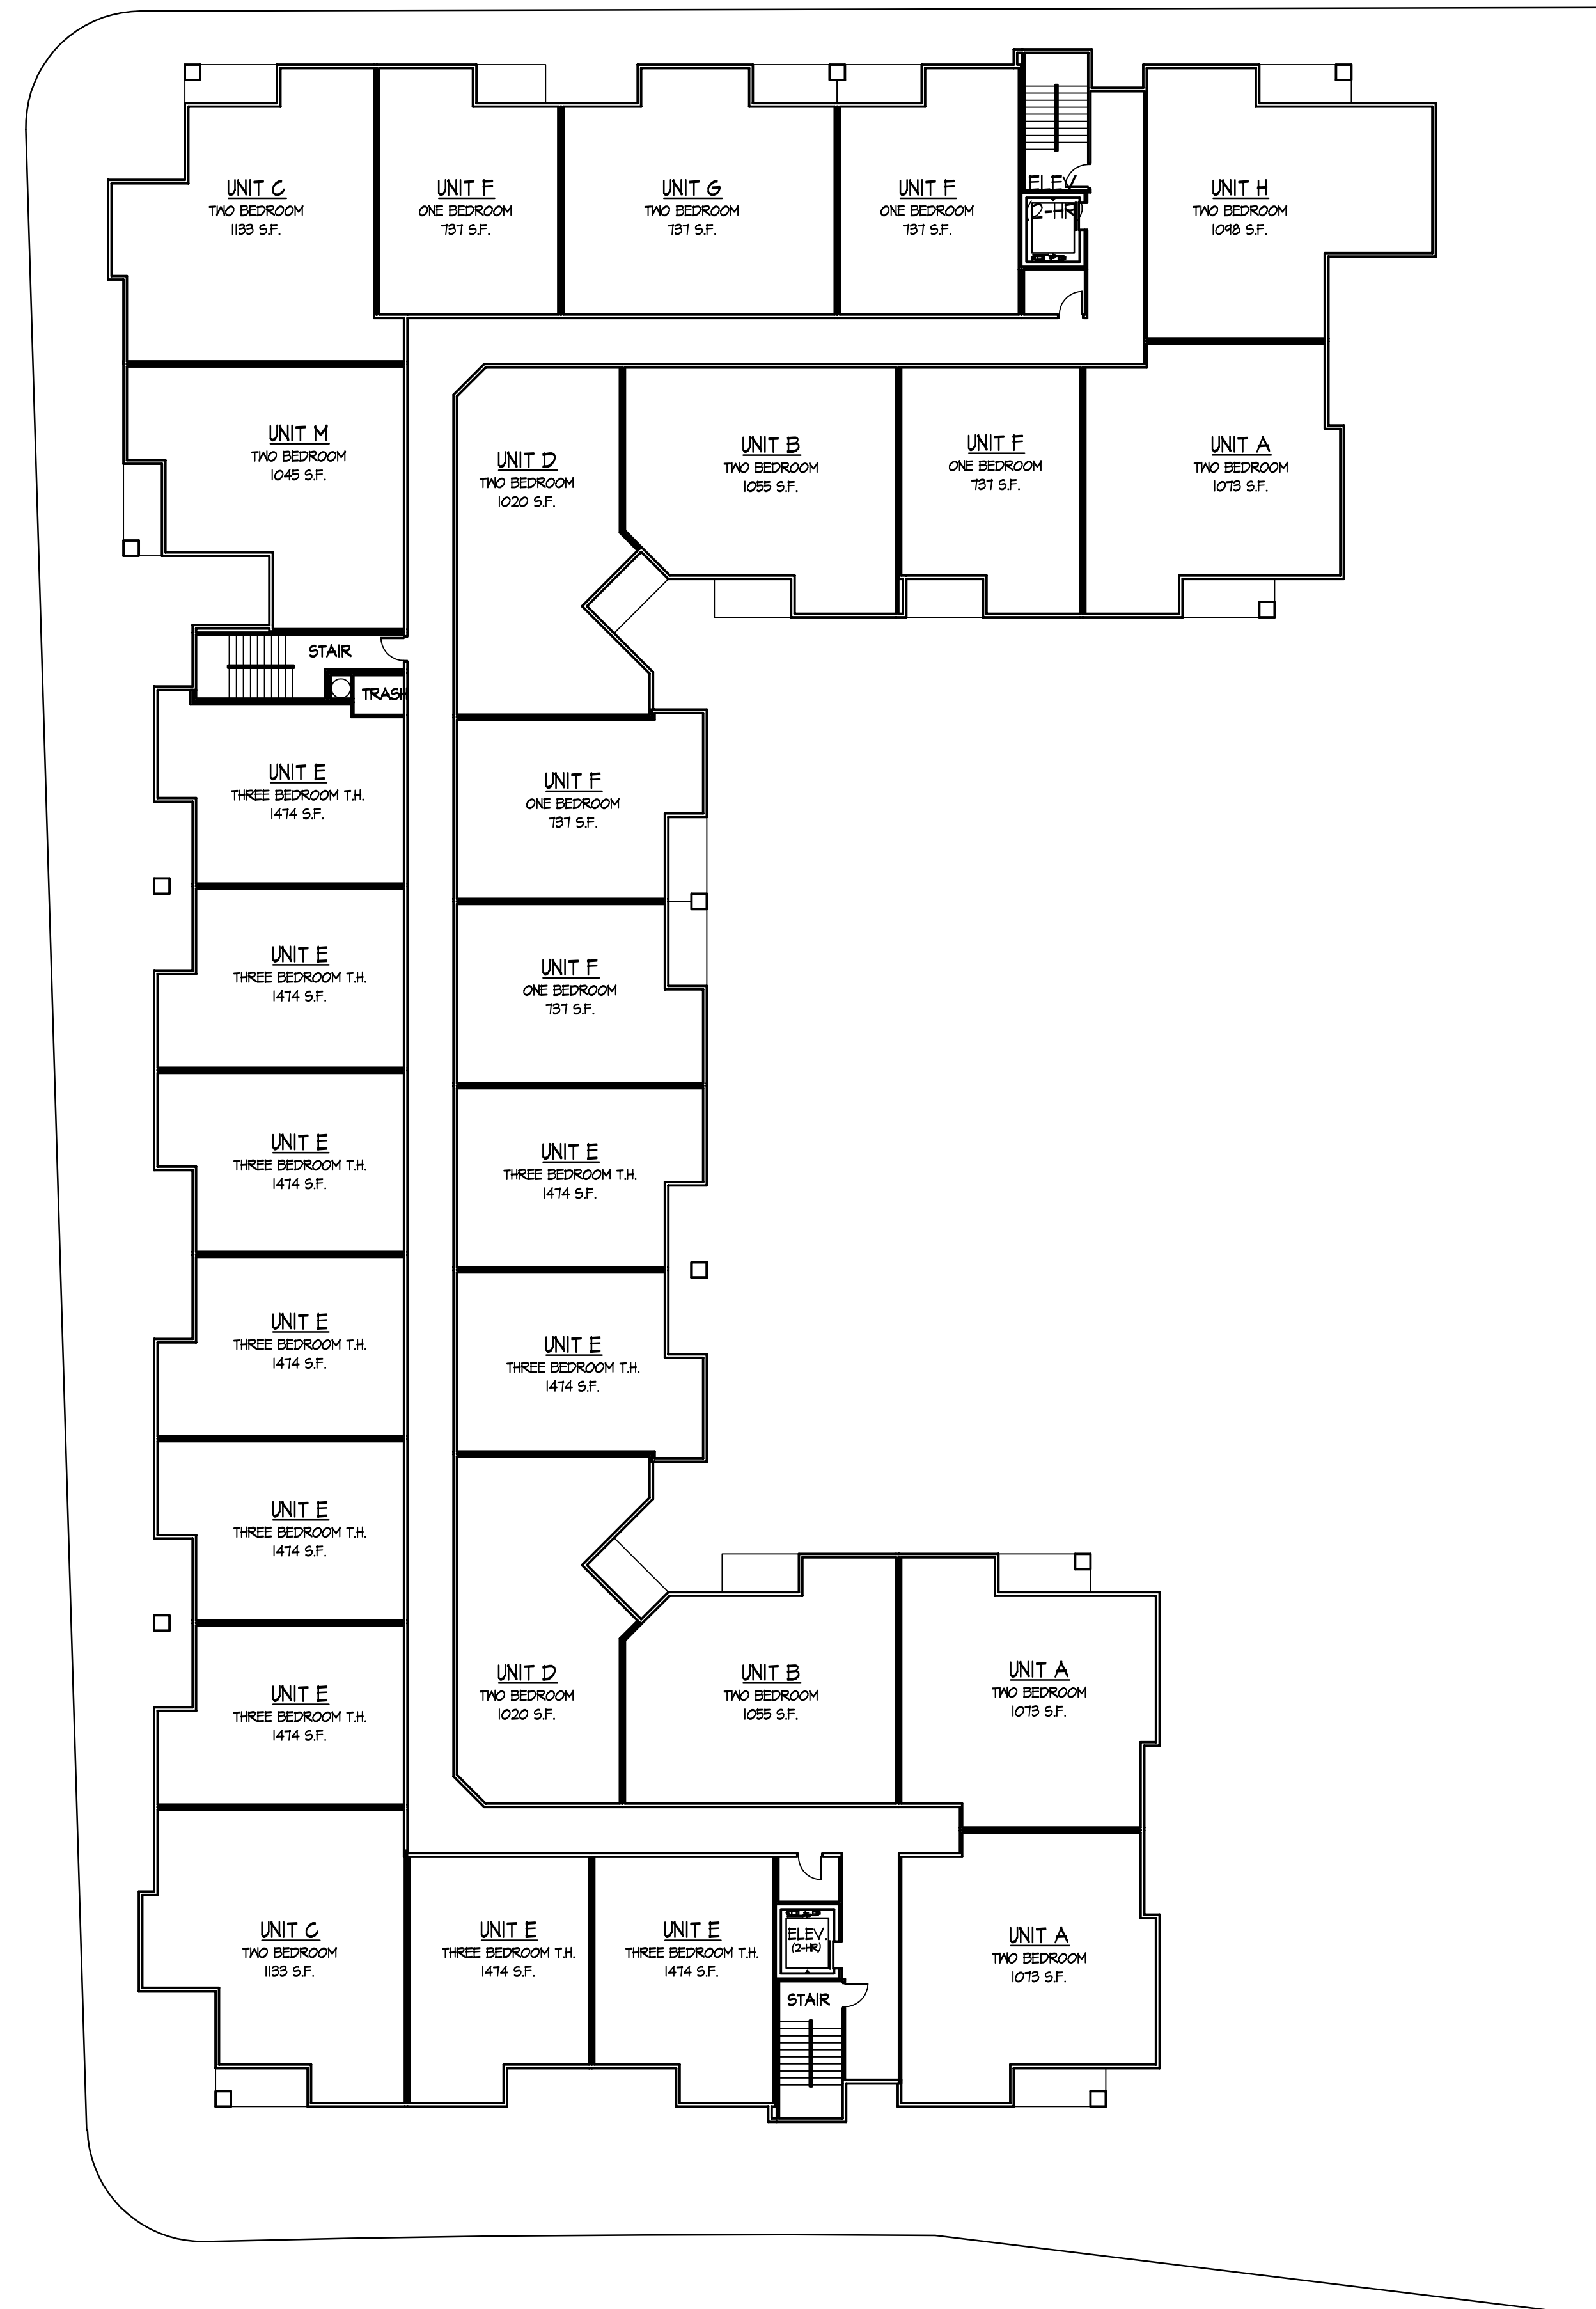 UNIT C
TWO BEDROOM
1133 S.F.
UNIT F
ONE BEDROOM
737 S.F.
UNIT G
TWO BEDROOM
737 S.F.
UNIT F
ONE BEDROOM
737 S.F.
ELEV.
(2-HR)
UNIT H
TWO BEDROOM
1098 S.F.
UNIT M
TWO BEDROOM
1045 S.F.
UNIT D
TWO BEDROOM
1020 S.F.
UNIT B
TWO BEDROOM
1055 S.F.
UNIT F
ONE BEDROOM
737 S.F.
UNIT A
TWO BEDROOM
1073 S.F.
STAIR
TRASH
UNIT E
THREE BEDROOM T.H.
1474 S.F.
UNIT F
ONE BEDROOM
737 S.F.
UNIT E
THREE BEDROOM T.H.
1474 S.F.
UNIT F
ONE BEDROOM
737 S.F.
UNIT E
THREE BEDROOM T.H.
1474 S.F.
UNIT E
THREE BEDROOM T.H.
1474 S.F.
UNIT E
THREE BEDROOM T.H.
1474 S.F.
UNIT E
THREE BEDROOM T.H.
1474 S.F.
UNIT E
THREE BEDROOM T.H.
1474 S.F.
UNIT E
THREE BEDROOM T.H.
1474 S.F.
UNIT D
TWO BEDROOM
1020 S.F.
UNIT B
TWO BEDROOM
1055 S.F.
UNIT A
TWO BEDROOM
1073 S.F.
UNIT C
TWO BEDROOM
1133 S.F.
UNIT E
THREE BEDROOM T.H.
1474 S.F.
UNIT E
THREE BEDROOM T.H.
1474 S.F.
ELEV.
(2-HR)
STAIR
UNIT A
TWO BEDROOM
1073 S.F.